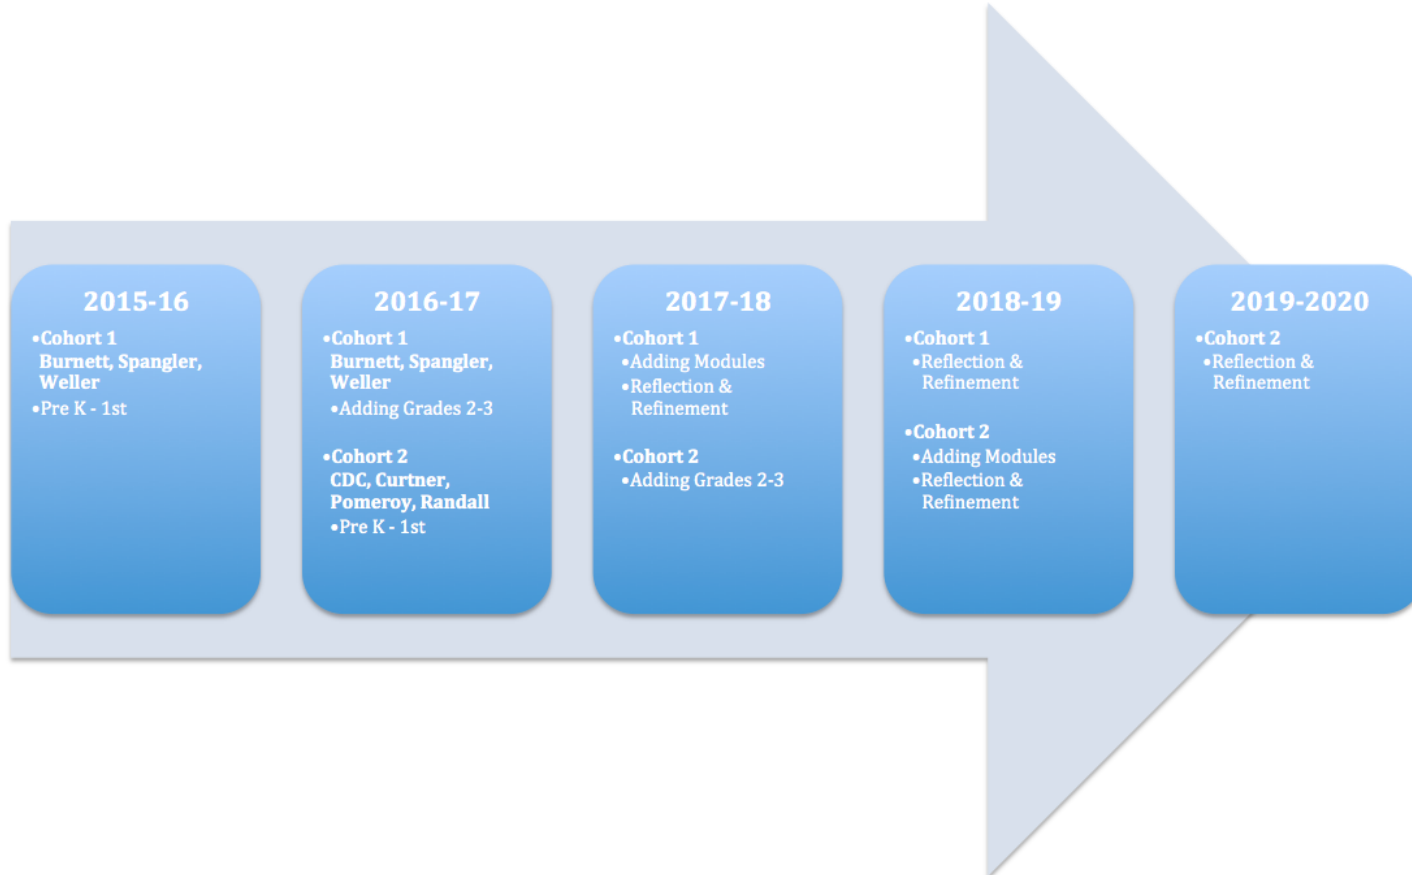 2015-16
•Cohort 1
Burnett, Spangler,
Weller
•Pre K - 1st
2016-17
•Cohort 1
Burnett, Spangler,
Weller
•Adding Grades 2-3
•Cohort 2
CDC, Curtner,
Pomeroy, Randall
•Pre K - 1st
2017-18
•Cohort 1
•Adding Modules
•Reflection &
Refinement
•Cohort 2
•Adding Grades 2-3
2018-19
•Cohort 1
•Reflection &
Refinement
•Cohort 2
•Adding Modules
•Reflection &
Refinement
2019-2020
•Cohort 2
•Reflection &
Refinement